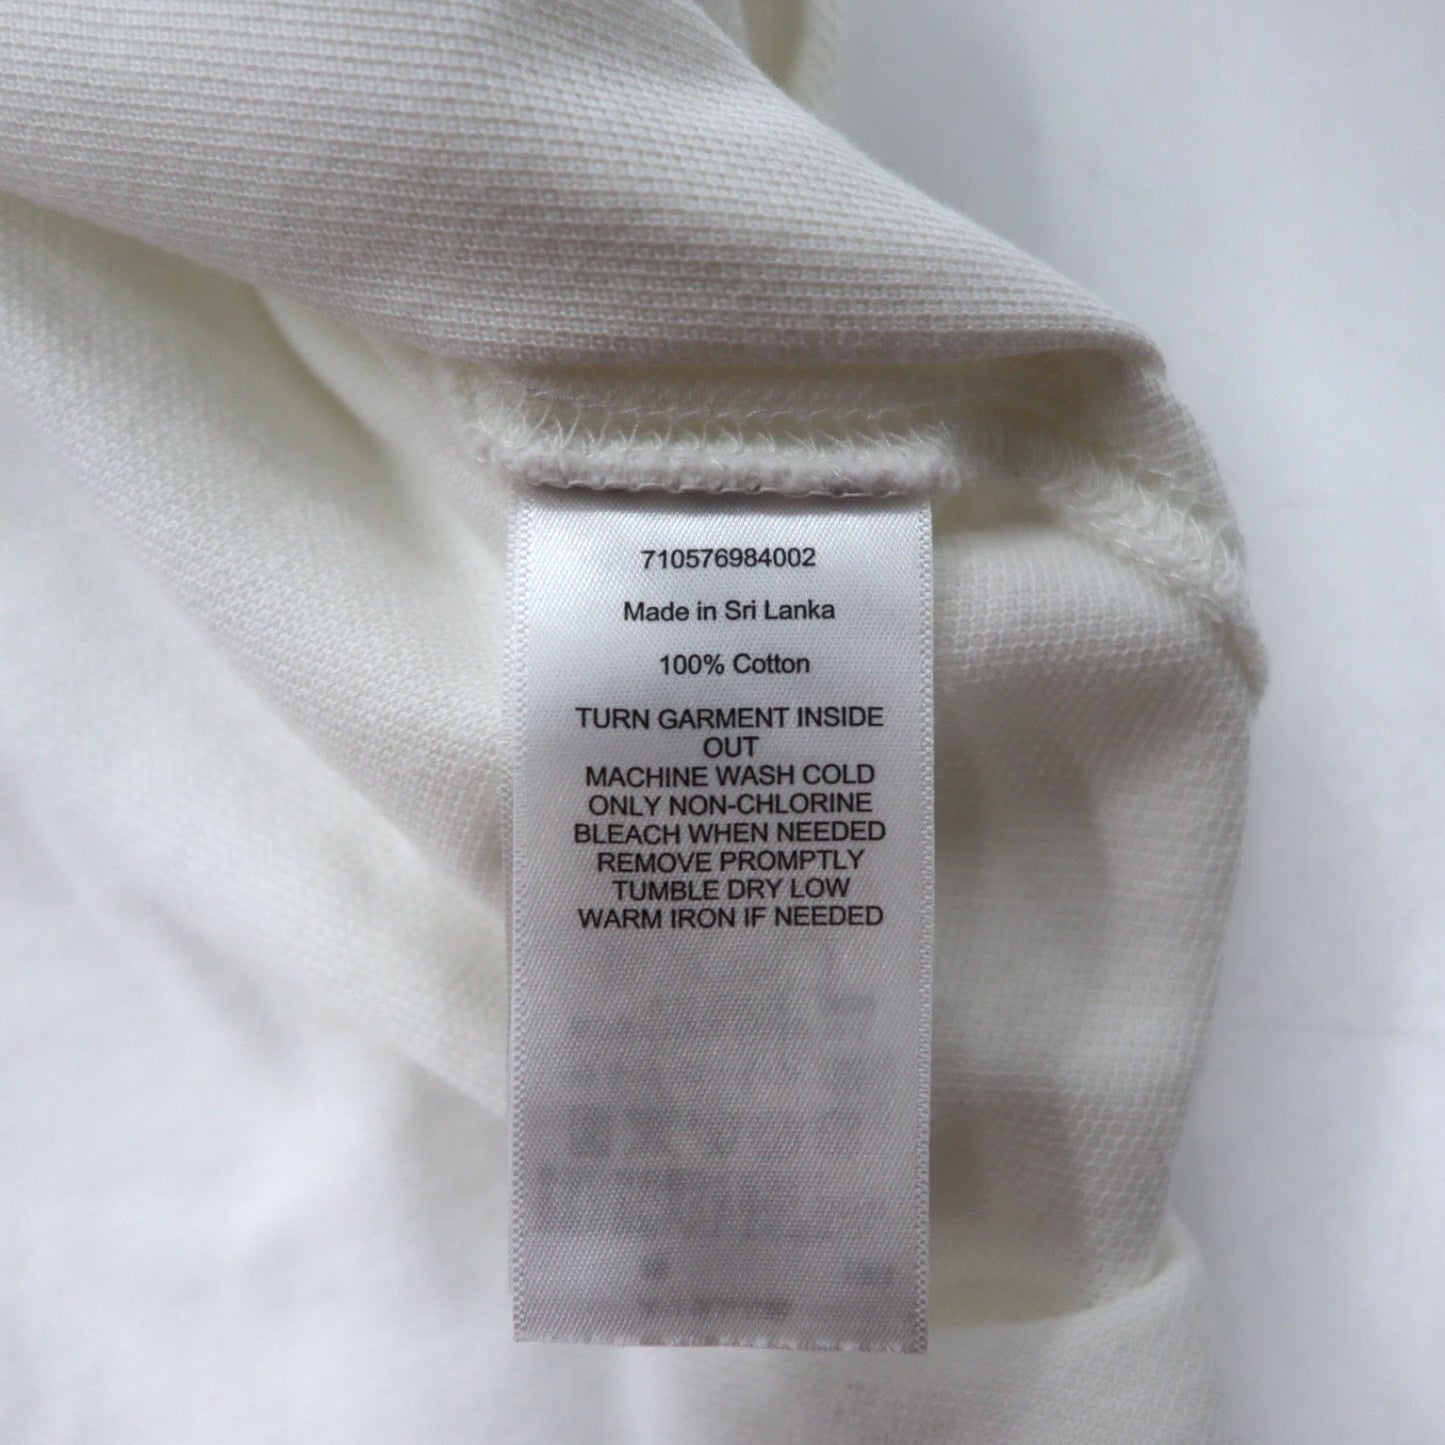 710576984002
Made in Sri Lanka
100% Cotton
TURN GARMENT INSIDE
OUT
MACHINE WASH COLD
ONLY NON-CHLORINE
BLEACH WHEN NEEDED
REMOVE PROMPTLY
TUMBLE DRY LOW
WARM IRON IF NEEDED